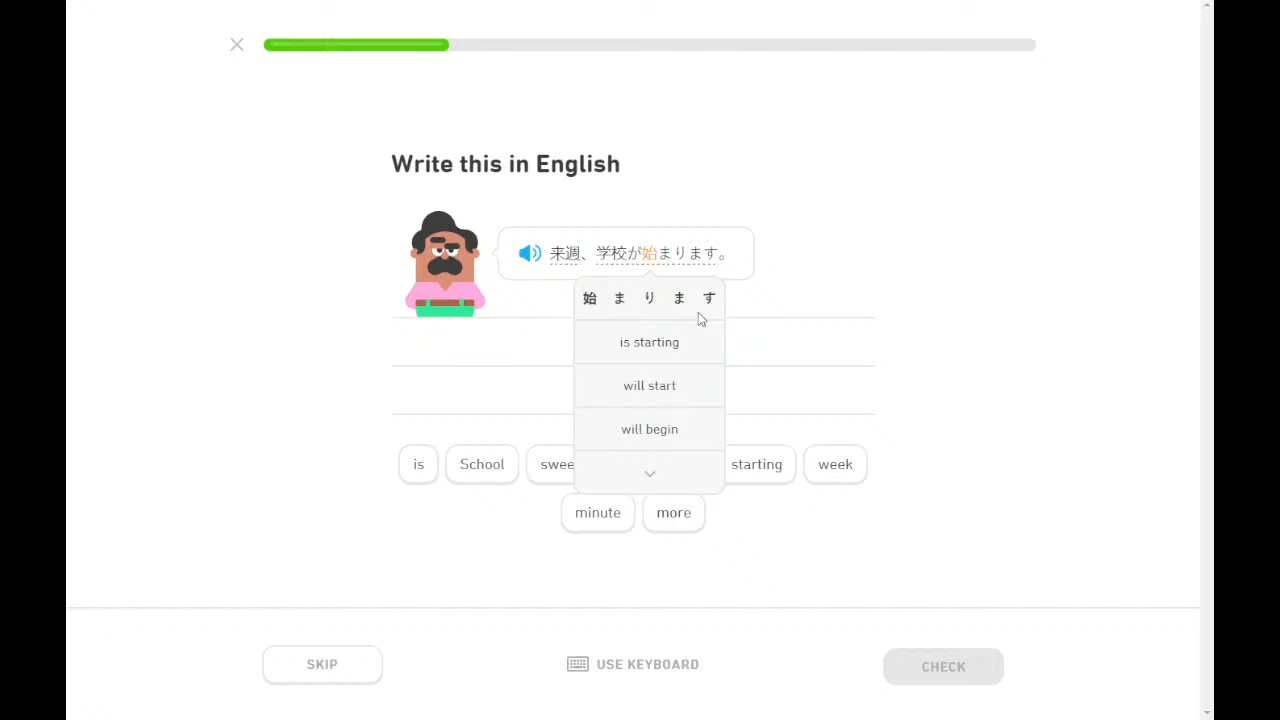 Write this in English
来週、学校が始まります。
始まります
is starting
will start
will begin
is School starting week
minute more
SKIP USE KEYBOARD CHECK